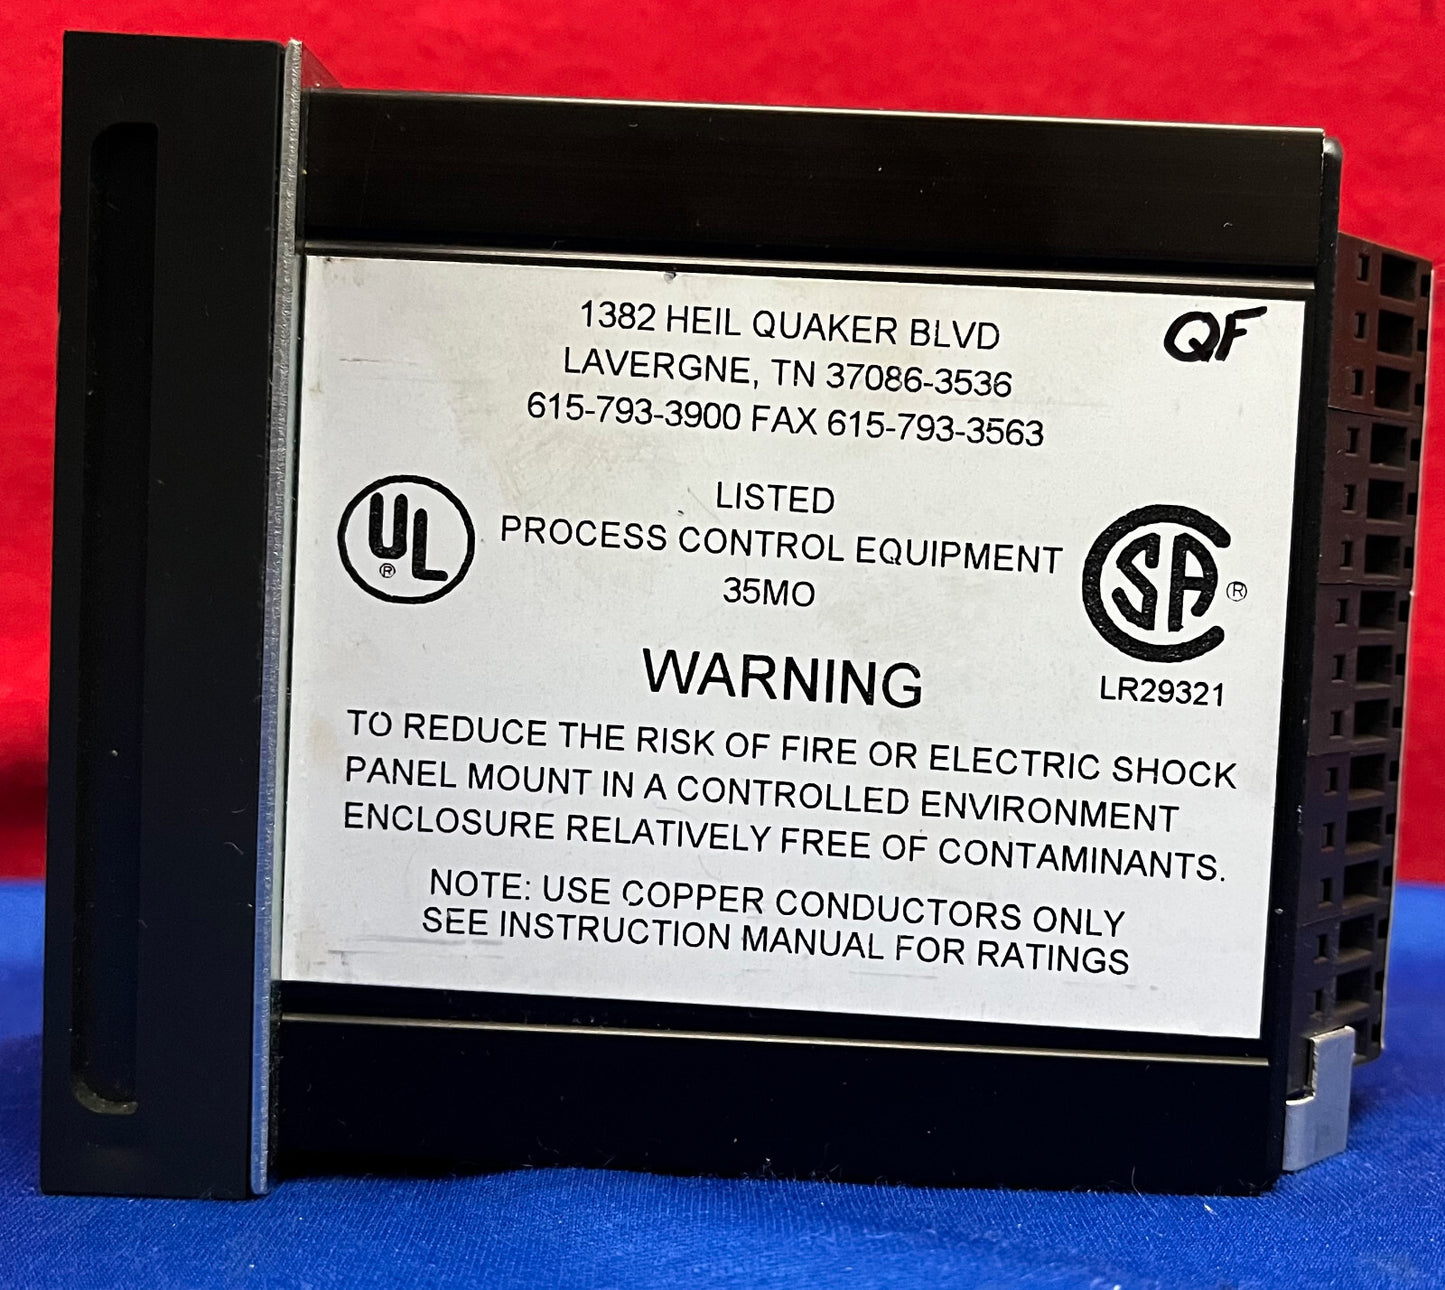 1382 HEIL QUAKER BLVD
LAVERGNE, TN 37086-3536
615-793-3900 FAX 615-793-3563
QF
LISTED
PROCESS CONTROL EQUIPMENT
35MO
UL
®
SA
®
LR29321
WARNING
TO REDUCE THE RISK OF FIRE OR ELECTRIC SHOCK
PANEL MOUNT IN A CONTROLLED ENVIRONMENT
ENCLOSURE RELATIVELY FREE OF CONTAMINANTS.
NOTE: USE COPPER CONDUCTORS ONLY
SEE INSTRUCTION MANUAL FOR RATINGS